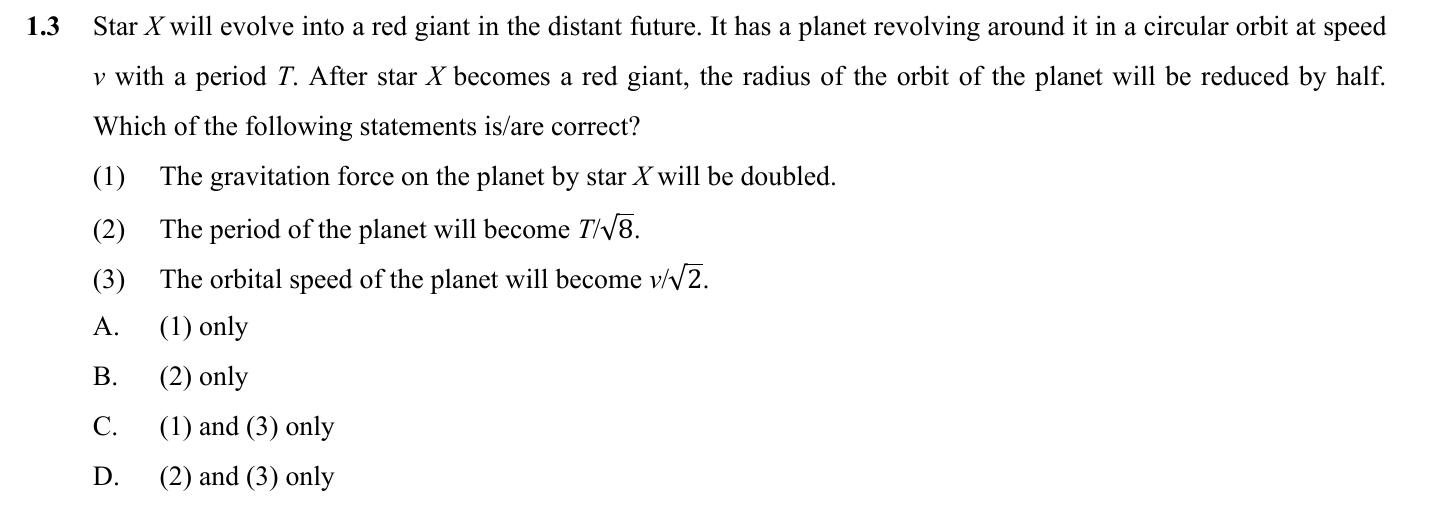 1.3 Star X will evolve into a red giant in the distant future. It has a planet revolving around it in a circular orbit at speed
v with a period T. After star X becomes a red giant, the radius of the orbit of the planet will be reduced by half.
Which of the following statements is/are correct?
(1) The gravitation force on the planet by star X will be doubled.
(2) The period of the planet will become T/√8.
(3) The orbital speed of the planet will become v/√2.
A. (1) only
B. (2) only
C. (1) and (3) only
D. (2) and (3) only